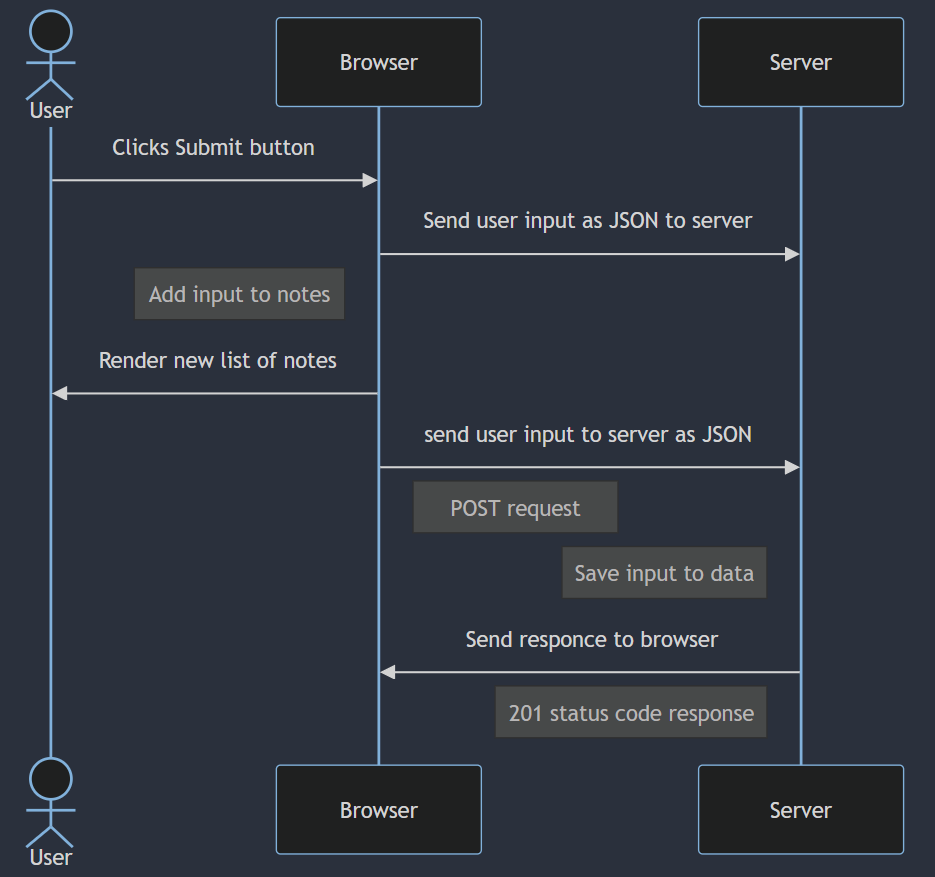 User
Browser
Server
Clicks Submit button
Send user input as JSON to server
Add input to notes
Render new list of notes
send user input to server as JSON
POST request
Save input to data
Send responce to browser
201 status code response
User
Browser
Server